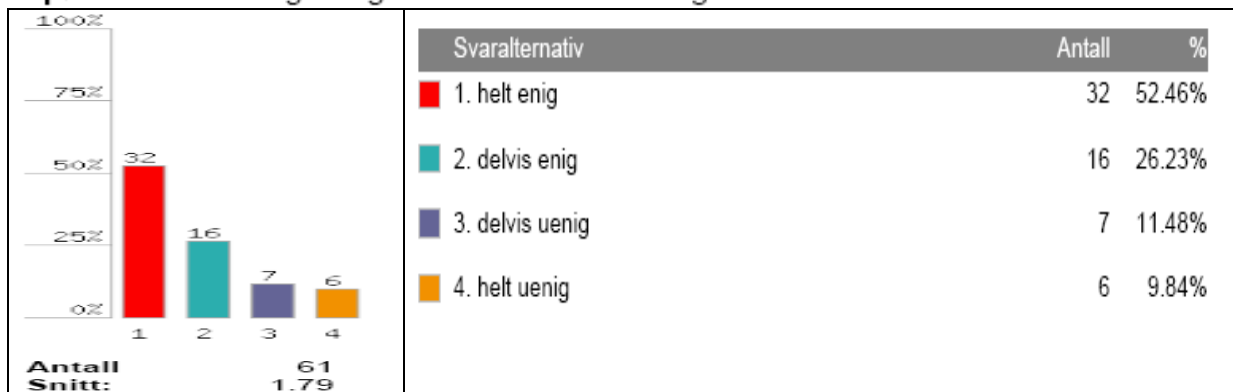 100%
75%
50%
25%
0%
32
16
7
6
1 2 3 4
Antall 61
Snitt: 1.79
Svaralternativ Antall %
1. helt enig 32 52.46%
2. delvis enig 16 26.23%
3. delvis uenig 7 11.48%
4. helt uenig 6 9.84%